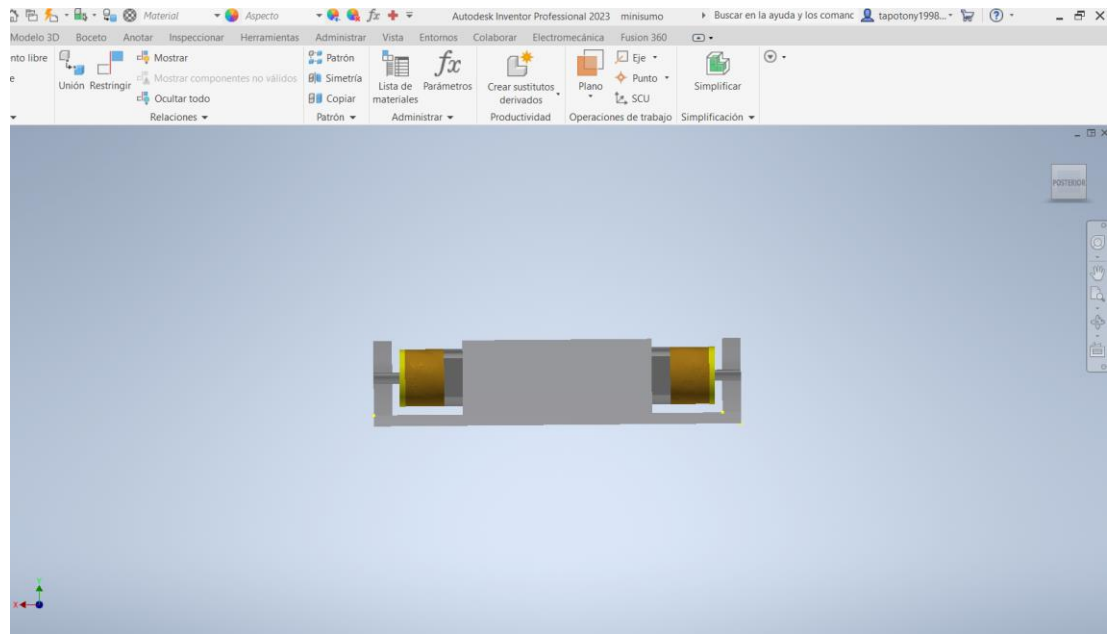 Material Aspecto fx Autodesk Inventor Professional 2023 minisumo Buscar en la ayuda y los comanc tapotony1998... ?
Modelo 3D Boceto Anotar Inspeccionar Herramientas Administrar Vista Entornos Colaborar Electromecánica Fusion 360
nto libre
e
Unión Restringir
Mostrar
Mostrar componentes no válidos
Ocultar todo
Relaciones
Patrón
Simetría
Copiar
Patrón
Lista de materiales
fx
Parámetros
Administrar
Crear sustitutos
derivados
Productividad
Plano
Eje
Punto
SCU
Operaciones de trabajo
Simplificar
Simplificación
POSTERIOR
Y
X